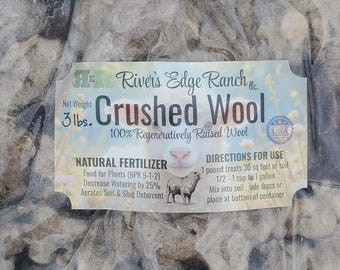 R&R River's Edge Ranch llc.
Net Weight
3 lbs. Crushed Wool
100% Regeneratively Raised Wool
USA
NATURAL FERTILIZER
Food for Plants (NPK 9-1-2)
Decrease Watering by 25%
Aerates Soil & Slug Deterrent
DIRECTIONS FOR USE
1 pound treats 30 sq feet of soil
1/2 - 1 cup to 1 gallon
Mix into soil, side dress or
place at bottom of container